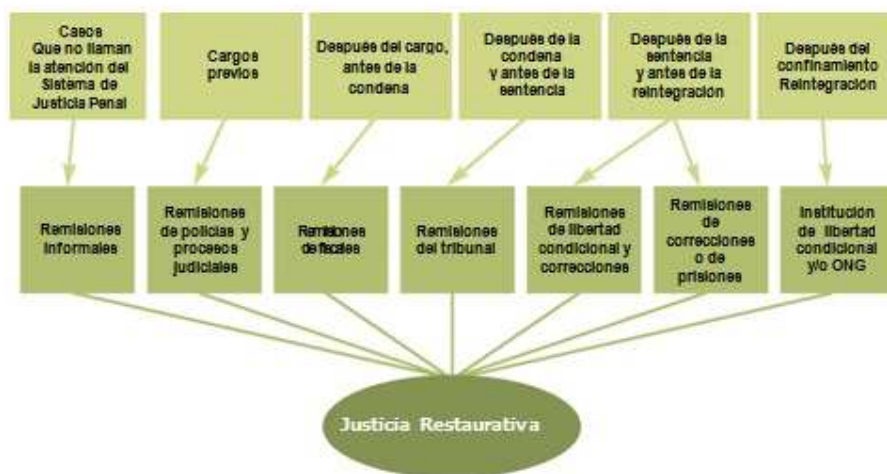 Casos
Que no llaman
la atención del
Sistema de
Justicia Penal
Cargos
previos
Después del cargo,
antes de la
condena
Después de la
condena
y antes de la
sentencia
Después de la
sentencia
y antes de la
reintegración
Después del
confinamiento
Reintegración
Remisiones
informales
Remisiones
de policias y
procesos
judiciales
Remisiones
de fiscales
Remisiones
del tribunal
Remisiones
de libertad
condicional y
correcciones
Remisiones
de
correcciones
o de
prisiones
Institución
de libertad
condicional
y/o ONG
Justicia Restaurativa